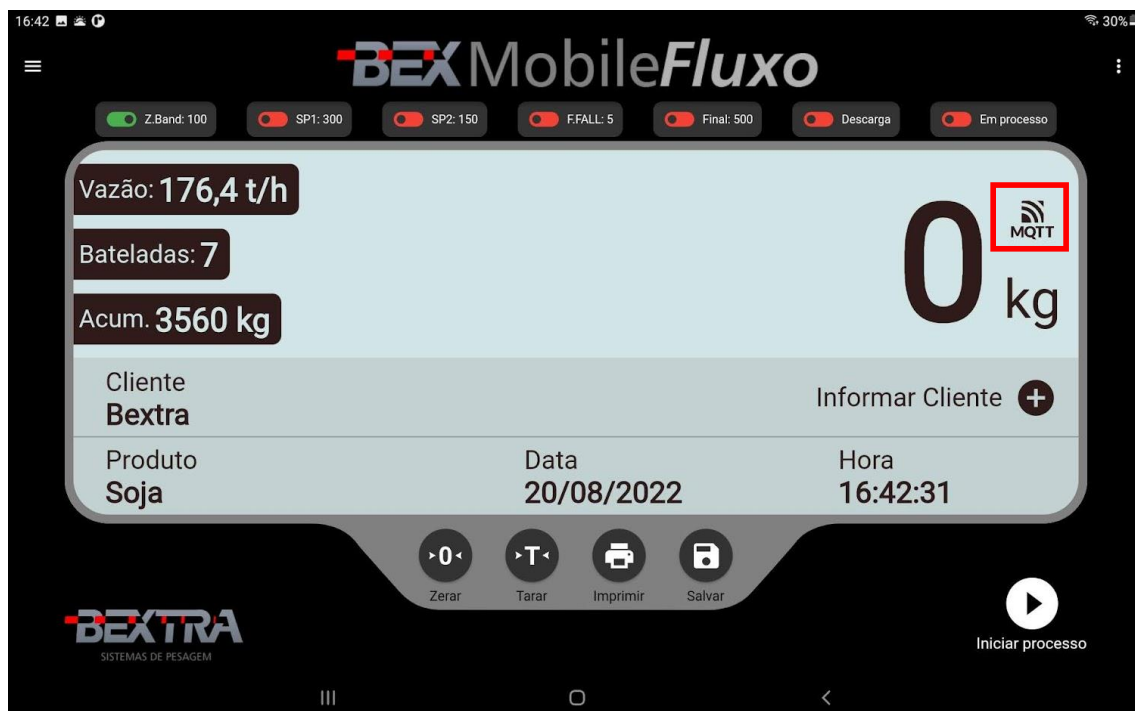 16:42
30%
BEX MobileFluxo
Z.Band: 100 SP1: 300 SP2: 150 F.FALL: 5 Final: 500 Descarga Em processo
Vazão: 176,4 t/h
MQTT
Bateladas: 7
0 kg
Acum. 3560 kg
Cliente
Bextra
Informar Cliente
Produto
Soja
Data
20/08/2022
Hora
16:42:31
0 T
Zerar Tarar Imprimir Salvar
BEXTRA
SISTEMAS DE PESAGEM
Iniciar processo